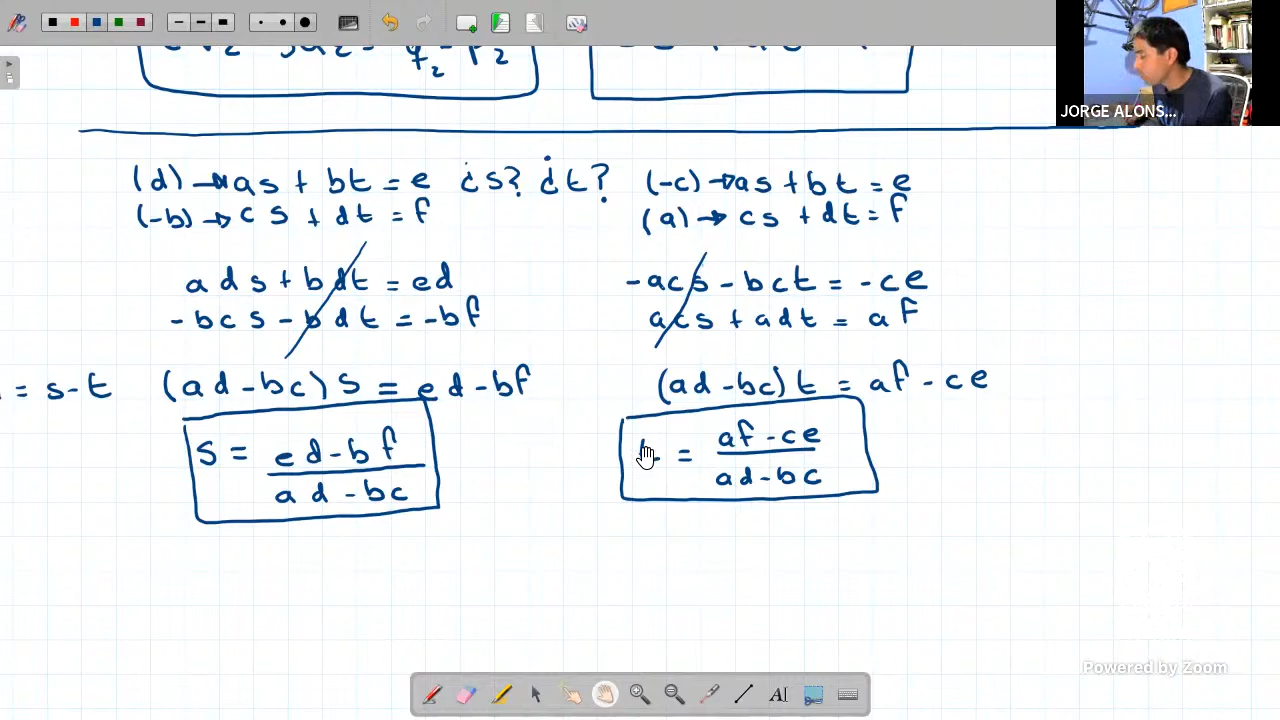 JORGE ALONS...
(d) → as + bt = e ¿s? ¿t?
(-b) → cs + dt = f
ads + bdt = ed
-bcs - bdt = -bf
= s-t
(ad-bc) s = ed-bf
s = ed-bf
ad-bc
(-c) → as + bt = e
(a) → cs + dt = f
-acs - bct = -ce
acs + adt = af
(ad-bc) t = af-ce
= af-ce
ad-bc
Powered by Zoom